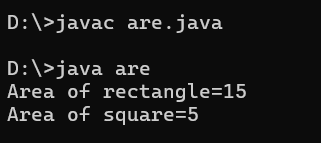 D:\>javac are.java
D:\>java are
Area of rectangle=15
Area of square=5